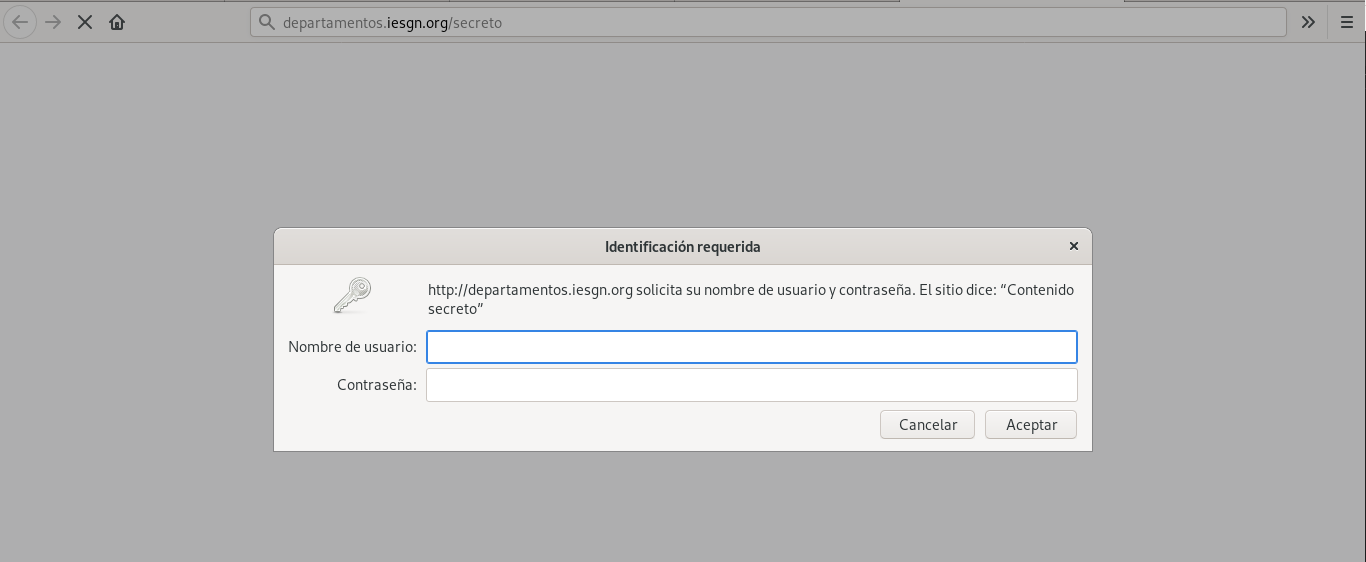 departamentos.iesgn.org/secreto
Identificación requerida
http://departamentos.iesgn.org solicita su nombre de usuario y contraseña. El sitio dice: “Contenido
secreto”
Nombre de usuario:
Contraseña:
Cancelar
Aceptar